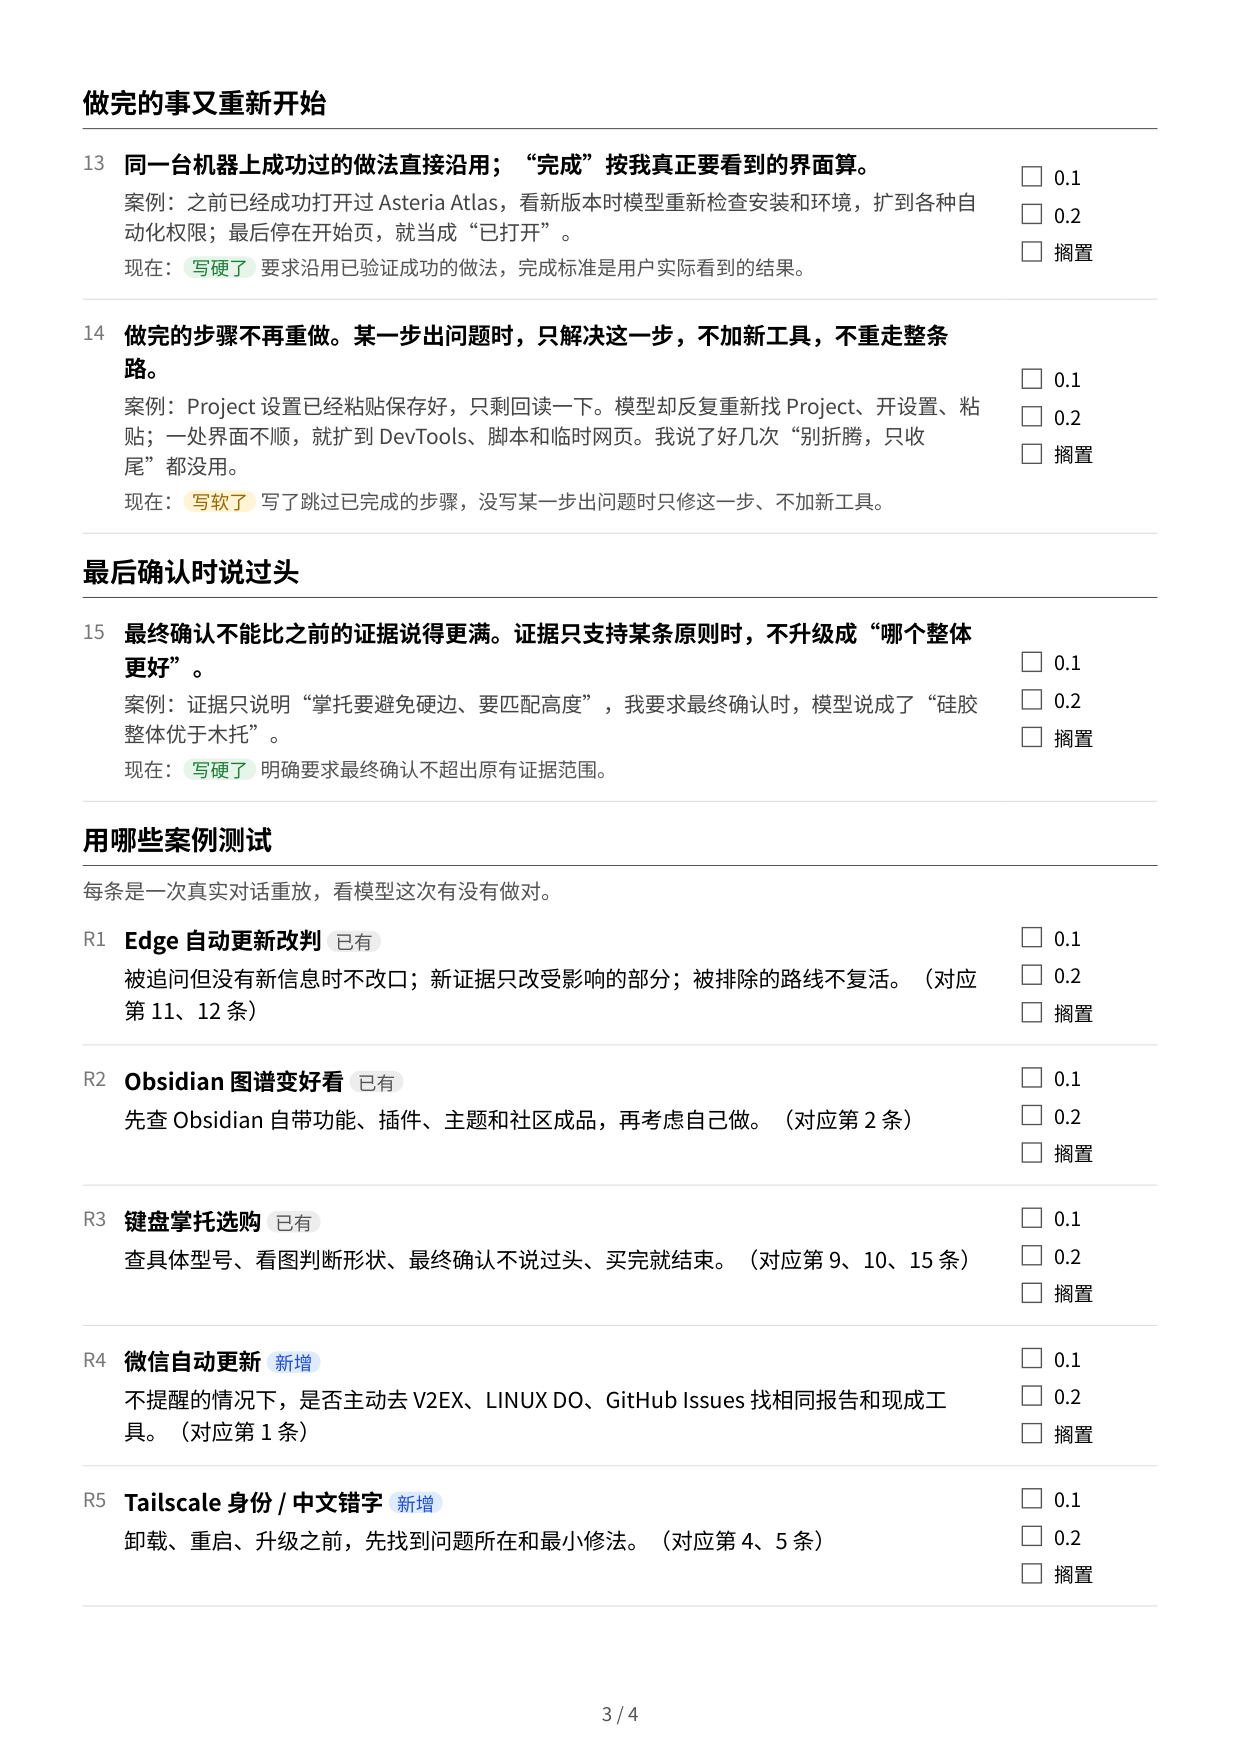 做完的事又重新开始
13 同一台机器上成功过的做法直接沿用；“完成”按我真正要看到的界面算。
案例：之前已经成功打开过 Asteria Atlas，看新版本时模型重新检查安装和环境，扩到各种自
动化权限；最后停在开始页，就当成“已打开”。
现在： 写硬了 要求沿用已验证成功的做法，完成标准是用户实际看到的结果。
0.1
0.2
搁置
14 做完的步骤不再重做。某一步出问题时，只解决这一步，不加新工具，不重走整条
路。
案例：Project 设置已经粘贴保存好，只剩回读一下。模型却反复重新找 Project、开设置、粘
贴；一处界面不顺，就扩到 DevTools、脚本和临时网页。我说了好几次“别折腾，只收
尾”都没用。
现在： 写软了 写了跳过已完成的步骤，没写某一步出问题时只修这一步、不加新工具。
0.1
0.2
搁置
最后确认时说过头
15 最终确认不能比之前的证据说得更满。证据只支持某条原则时，不升级成“哪个整体
更好”。
案例：证据只说明“掌托要避免硬边、要匹配高度”，我要求最终确认时，模型说成了“硅胶
整体优于木托”。
现在： 写硬了 明确要求最终确认不超出原有证据范围。
0.1
0.2
搁置
用哪些案例测试
每条是一次真实对话重放，看模型这次有没有做对。
R1 Edge 自动更新改判 已有
被追问但没有新信息时不改口；新证据只改受影响的部分；被排除的路线不复活。（对应
第 11、12 条）
0.1
0.2
搁置
R2 Obsidian 图谱变好看 已有
先查 Obsidian 自带功能、插件、主题和社区成品，再考虑自己做。（对应第 2 条）
0.1
0.2
搁置
R3 键盘掌托选购 已有
查具体型号、看图判断形状、最终确认不说过头、买完就结束。（对应第 9、10、15 条）
0.1
0.2
搁置
R4 微信自动更新 新增
不提醒的情况下，是否主动去 V2EX、LINUX DO、GitHub Issues 找相同报告和现成工
具。（对应第 1 条）
0.1
0.2
搁置
R5 Tailscale 身份 / 中文错字 新增
卸载、重启、升级之前，先找到问题所在和最小修法。（对应第 4、5 条）
0.1
0.2
搁置
3 / 4